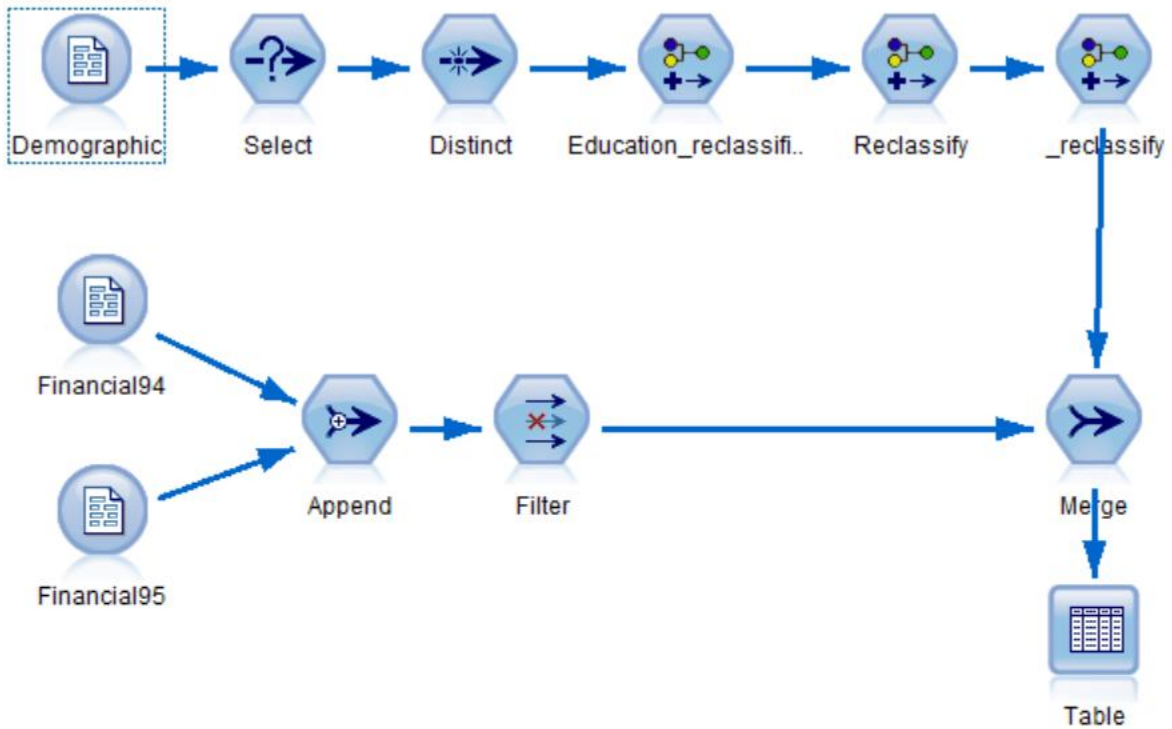 Demographic
Select
Distinct
Education_reclassifi..
Reclassify
_reclassify
Financial94
Append
Filter
Merge
Financial95
Table